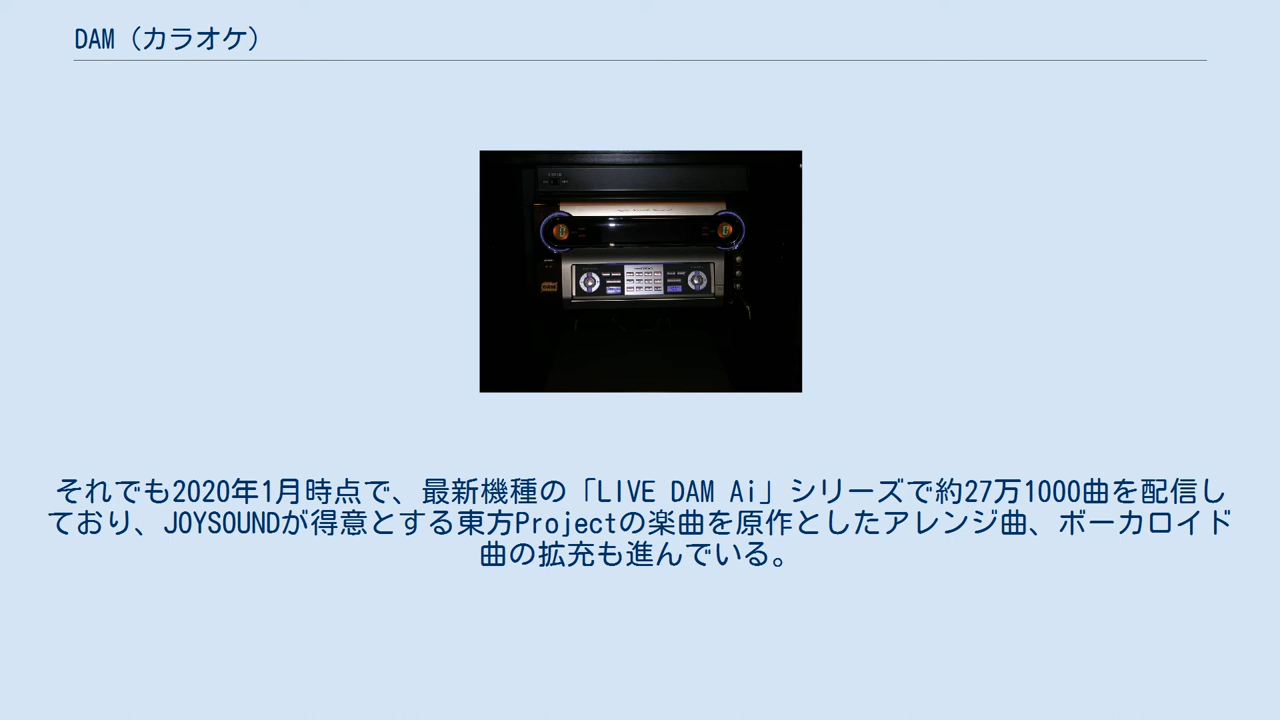 DAM（カラオケ）
それでも2020年1月時点で、最新機種の「LIVE DAM Ai」シリーズで約27万1000曲を配信し
ており、JOYSOUNDが得意とする東方Projectの楽曲を原作としたアレンジ曲、ボーカロイド
曲の拡充も進んでいる。